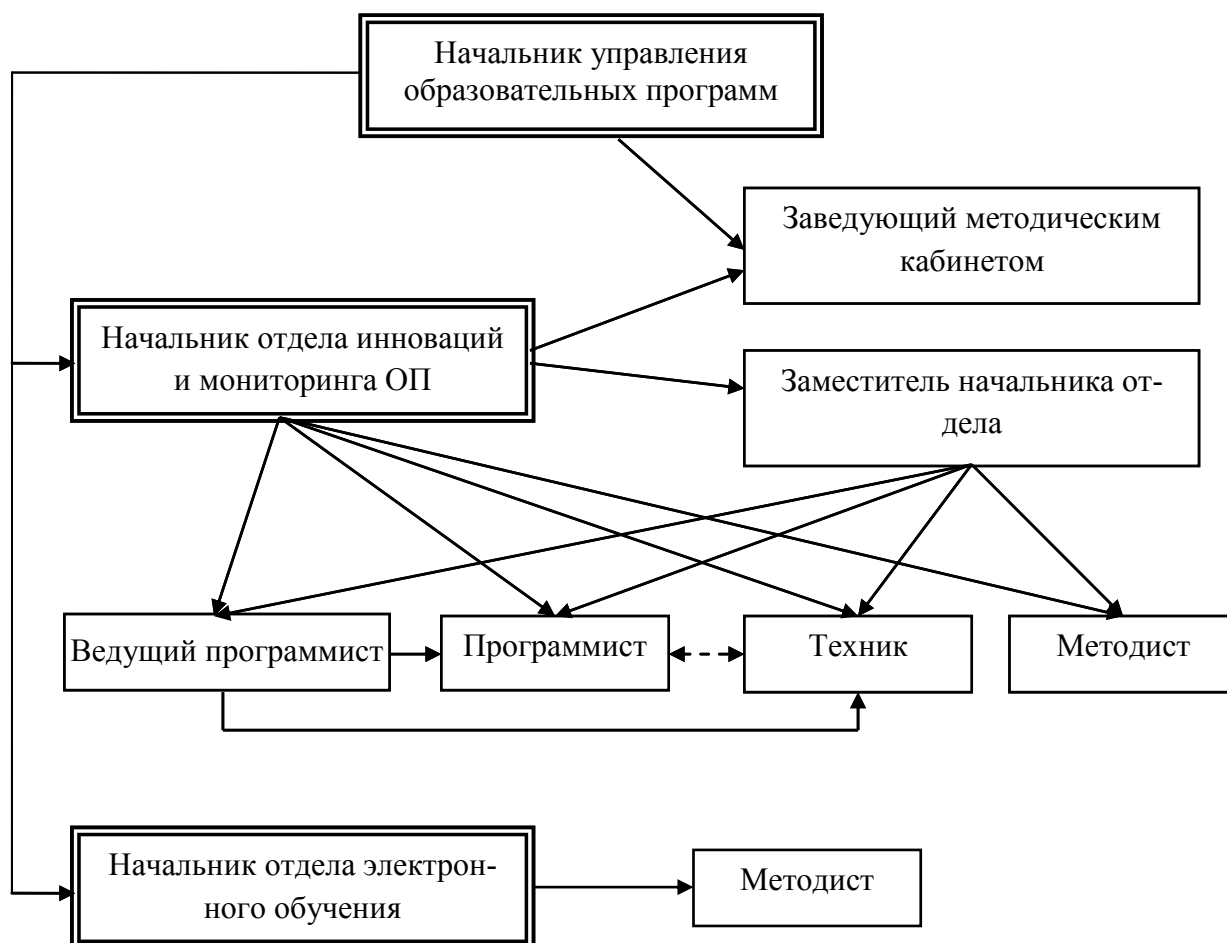 Начальник управления
образовательных программ
Заведующий методическим
кабинетом
Начальник отдела инноваций
и мониторинга ОП
Заместитель начальника от-
дела
Ведущий программист
Программист
Техник
Методист
Начальник отдела электрон-
ного обучения
Методист